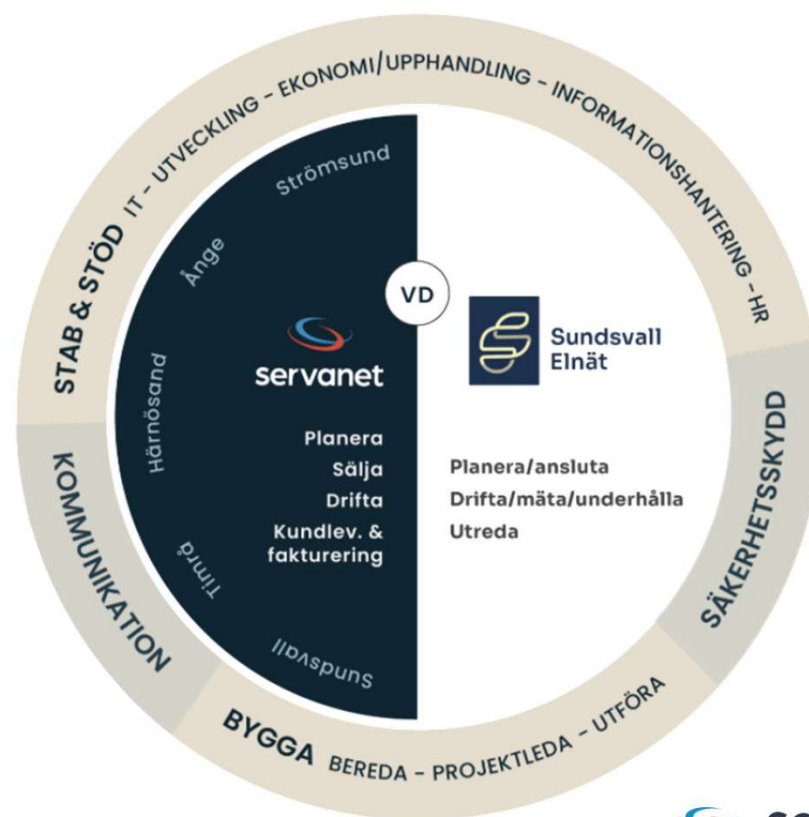 STAB & STÖD IT - UTVECKLING - EKONOMI/UPPHANDLING - INFORMATIONSHANTERING - HR
SÄKERHETSSKYDD
BYGGA BEREDA - PROJEKTLEDA - UTFÖRA
KOMMUNIKATION
Strömsund
Ånge
Härnösand
Timrå
Sundsvall
VD
servanet
Planera
Sälja
Drifta
Kundlev. &
fakturering
Sundsvall
Elnät
Planera/ansluta
Drifta/mäta/underhålla
Utreda